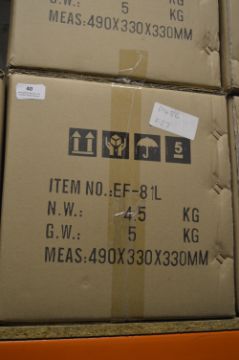 G.W.: 5 KG
MEAS:490X330X330MM
40
5
ITEM NO.:EF-81L
N.W.: 4.5 KG
G.W.: 5 KG
MEAS:490X330X330MM